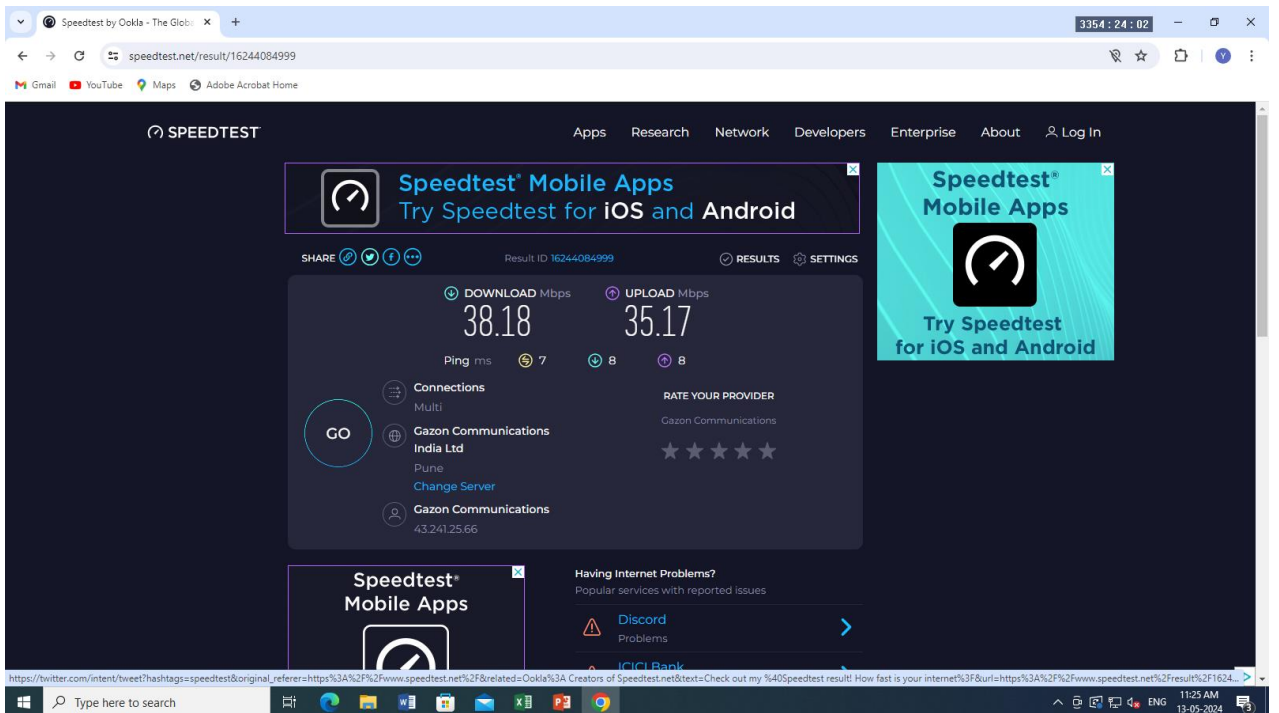 Speedtest by Ookla - The Glob
3354 : 24 : 02
speedtest.net/result/16244084999
Y
Gmail YouTube Maps Adobe Acrobat Home
SPEEDTEST
Apps Research Network Developers Enterprise About Log In
Speedtest® Mobile Apps
Try Speedtest for iOS and Android
Speedtest®
Mobile Apps
Try Speedtest
for iOS and Android
SHARE Result ID 16244084999 RESULTS SETTINGS
DOWNLOAD Mbps UPLOAD Mbps
38.18 35.17
Ping ms 7 8 8
GO
Connections
Multi
Gazon Communications
India Ltd
Pune
Change Server
Gazon Communications
43.241.25.66
RATE YOUR PROVIDER
Gazon Communications
Speedtest®
Mobile Apps
Having Internet Problems?
Popular services with reported issues
Discord
Problems
ICICI Bank
https://twitter.com/intent/tweet?hashtags=speedtest&original_referer=https%3A%2F%2Fwww.speedtest.net%2F&related=Ookla%3A Creators of Speedtest.net&text=Check out my %40Speedtest result! How fast is your internet%3F&url=https%3A%2F%2Fwww.speedtest.net%2Fresult%2F1624...
Type here to search
ENG
11:25 AM
13-05-2024
3